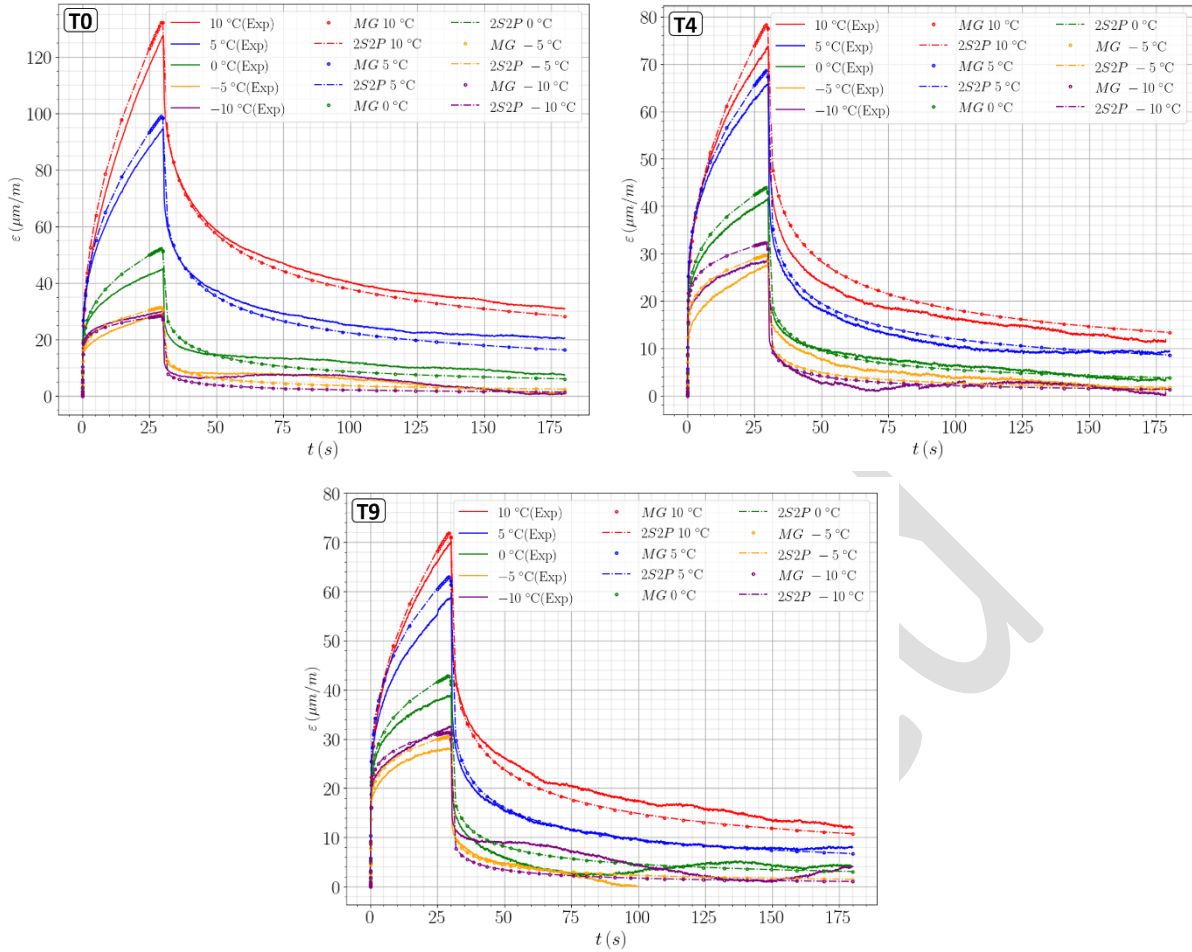 T0
10 °C(Exp)
5 °C(Exp)
0 °C(Exp)
−5 °C(Exp)
−10 °C(Exp)
MG 10 °C
2S2P 10 °C
MG 5 °C
2S2P 5 °C
MG 0 °C
2S2P 0 °C
MG − 5 °C
2S2P − 5 °C
MG − 10 °C
2S2P − 10 °C
ε (μm/m)
120
100
80
60
40
20
0
0 25 50 75 100 125 150 175
t (s)
T4
10 °C(Exp)
5 °C(Exp)
0 °C(Exp)
−5 °C(Exp)
−10 °C(Exp)
MG 10 °C
2S2P 10 °C
MG 5 °C
2S2P 5 °C
MG 0 °C
2S2P 0 °C
MG − 5 °C
2S2P − 5 °C
MG − 10 °C
2S2P − 10 °C
ε (μm/m)
80
70
60
50
40
30
20
10
0
0 25 50 75 100 125 150 175
t (s)
T9
10 °C(Exp)
5 °C(Exp)
0 °C(Exp)
−5 °C(Exp)
−10 °C(Exp)
MG 10 °C
2S2P 10 °C
MG 5 °C
2S2P 5 °C
MG 0 °C
2S2P 0 °C
MG − 5 °C
2S2P − 5 °C
MG − 10 °C
2S2P − 10 °C
ε (μm/m)
80
70
60
50
40
30
20
10
0
0 25 50 75 100 125 150 175
t (s)